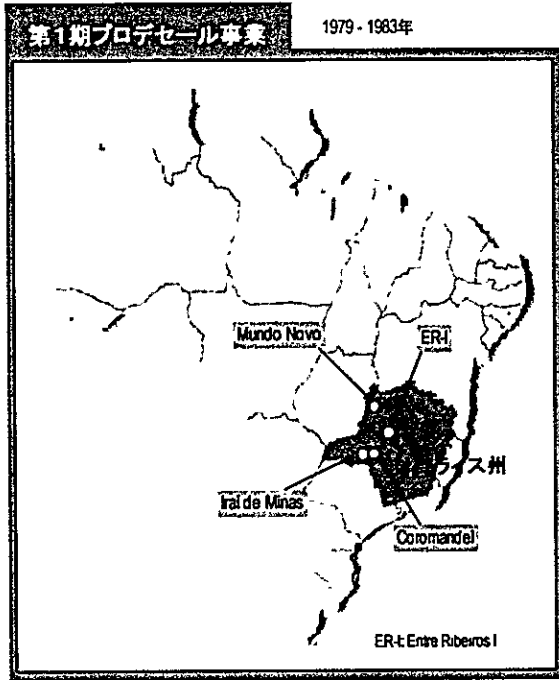 第1期プロデセール事業
1979 - 1983年
Mundo Novo
ER-I
ライス州
Iraí de Minas
Coromandel
ER-I: Entre Ribeiros I